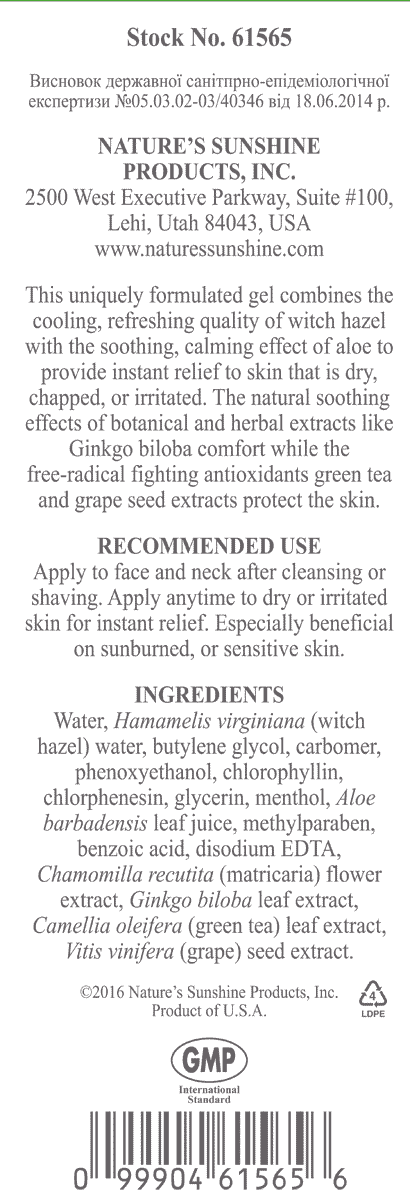 Stock No. 61565
Висновок державної санітпрно-епідеміологічної
експертизи №05.03.02-03/40346 від 18.06.2014 р.
NATURE’S SUNSHINE
PRODUCTS, INC.
2500 West Executive Parkway, Suite #100,
Lehi, Utah 84043, USA
www.naturessunshine.com
This uniquely formulated gel combines the
cooling, refreshing quality of witch hazel
with the soothing, calming effect of aloe to
provide instant relief to skin that is dry,
chapped, or irritated. The natural soothing
effects of botanical and herbal extracts like
Ginkgo biloba comfort while the
free-radical fighting antioxidants green tea
and grape seed extracts protect the skin.
RECOMMENDED USE
Apply to face and neck after cleansing or
shaving. Apply anytime to dry or irritated
skin for instant relief. Especially beneficial
on sunburned, or sensitive skin.
INGREDIENTS
Water, Hamamelis virginiana (witch
hazel) water, butylene glycol, carbomer,
phenoxyethanol, chlorophyllin,
chlorphenesin, glycerin, menthol, Aloe
barbadensis leaf juice, methylparaben,
benzoic acid, disodium EDTA,
Chamomilla recutita (matricaria) flower
extract, Ginkgo biloba leaf extract,
Camellia oleifera (green tea) leaf extract,
Vitis vinifera (grape) seed extract.
©2016 Nature’s Sunshine Products, Inc.
Product of U.S.A.
4
LDPE
GMP
International
Standard
0 99904 61565 6